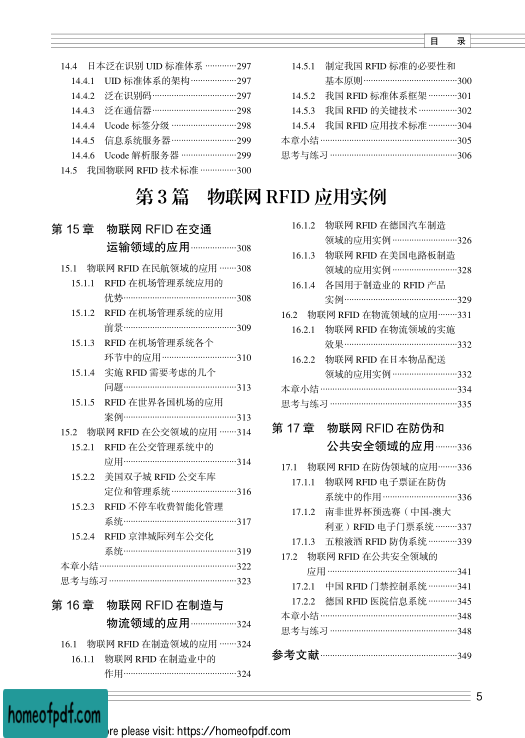 目　录
14.4　日本泛在识别 UID 标准体系 …………297
14.4.1　UID 标准体系的架构………………297
14.4.2　泛在识别码…………………………297
14.4.3　泛在通信器…………………………298
14.4.4　Ucode 标签分级 ……………………298
14.4.5　信息系统服务器……………………299
14.4.6　Ucode 解析服务器 …………………299
14.5　我国物联网 RFID 技术标准 …………300
14.5.1　制定我国 RFID 标准的必要性和
基本原则………………………………300
14.5.2　我国 RFID 标准体系框架 …………301
14.5.3　我国 RFID 的关键技术 ……………302
14.5.4　我国 RFID 应用技术标准 …………304
本章小结………………………………………305
思考与练习……………………………………306
第 3 篇　物联网 RFID 应用实例
第 15 章　物联网 RFID 在交通
运输领域的应用………………308
15.1　物联网 RFID 在民航领域的应用 ……308
15.1.1　RFID 在机场管理系统应用的
优势……………………………………308
15.1.2　RFID 在机场管理系统的应用
前景……………………………………309
15.1.3　RFID 在机场管理系统各个
环节中的应用…………………………310
15.1.4　实施 RFID 需要考虑的几个
问题……………………………………313
15.1.5　RFID 在世界各国机场的应用
案例……………………………………313
15.2　物联网 RFID 在公交领域的应用 ……314
15.2.1　RFID 在公交管理系统中的
应用……………………………………314
15.2.2　美国双子城 RFID 公交车库
定位和管理系统………………………316
15.2.3　RFID 不停车收费智能化管理
系统……………………………………317
15.2.4　RFID 京津城际列车公交化
系统……………………………………319
本章小结………………………………………322
思考与练习……………………………………323
第 16 章　物联网 RFID 在制造与
物流领域的应用………………324
16.1　物联网 RFID 在制造领域的应用 ……324
16.1.1　物联网 RFID 在制造业中的
作用……………………………………324
16.1.2　物联网 RFID 在德国汽车制造
领域的应用实例………………………326
16.1.3　物联网 RFID 在美国电路板制造
领域的应用实例………………………328
16.1.4　各国用于制造业的 RFID 产品
实例……………………………………329
16.2　物联网 RFID 在物流领域的应用……331
16.2.1　物联网 RFID 在物流领域的实施
效果……………………………………332
16.2.2　物联网 RFID 在日本物品配送
领域的应用实例………………………332
本章小结………………………………………334
思考与练习……………………………………335
第 17 章　物联网 RFID 在防伪和
公共安全领域的应用………336
17.1　物联网 RFID 在防伪领域的应用……336
17.1.1　物联网 RFID 电子票证在防伪
系统中的作用…………………………336
17.1.2　南非世界杯预选赛（中国-澳大
利亚）RFID 电子门票系统…………337
17.1.3　五粮液酒 RFID 防伪系统…………339
17.2　物联网 RFID 在公共安全领域的
应用……………………………………341
17.2.1　中国 RFID 门禁控制系统…………341
17.2.2　德国 RFID 医院信息系统…………345
本章小结………………………………………348
思考与练习……………………………………348
参考文献………………………………………349
5
homeofpdf.com
ore please visit: https://homeofpdf.com